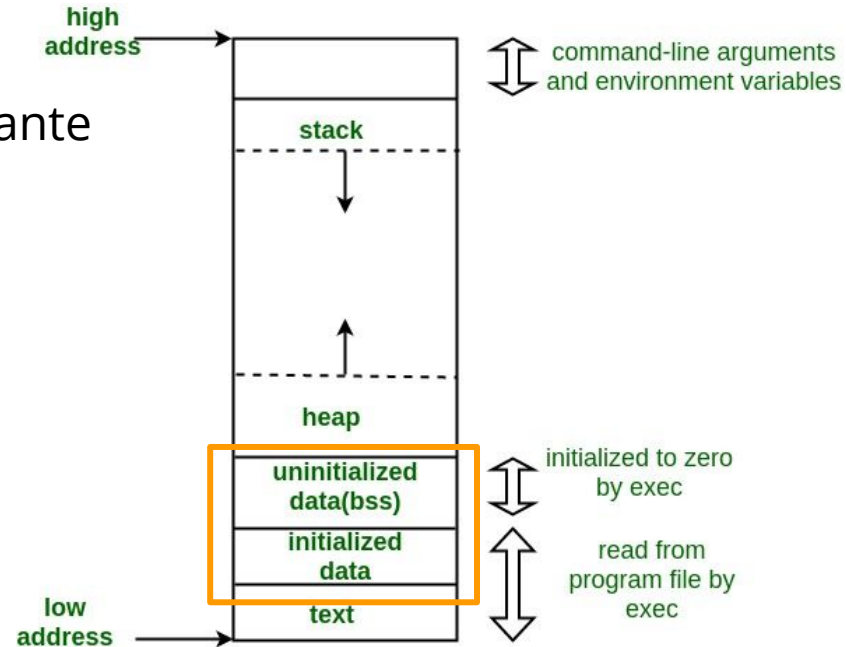 high
address
command-line arguments
and environment variables
ante
stack
heap
uninitialized
data(bss)
initialized to zero
by exec
initialized
data
read from
program file by
exec
text
low
address